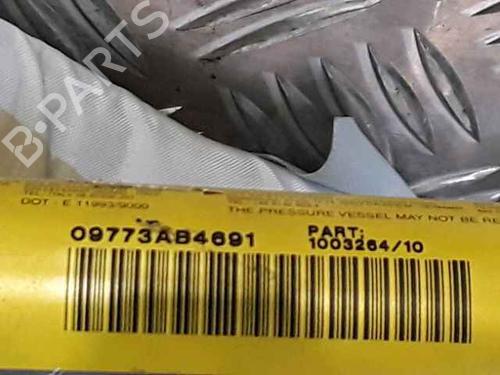 B-PARTS
DOT - E 11993/9000
THE PRESSURE VESSEL MAY NOT BE RE
09773AB4691
PART:
1003264/10